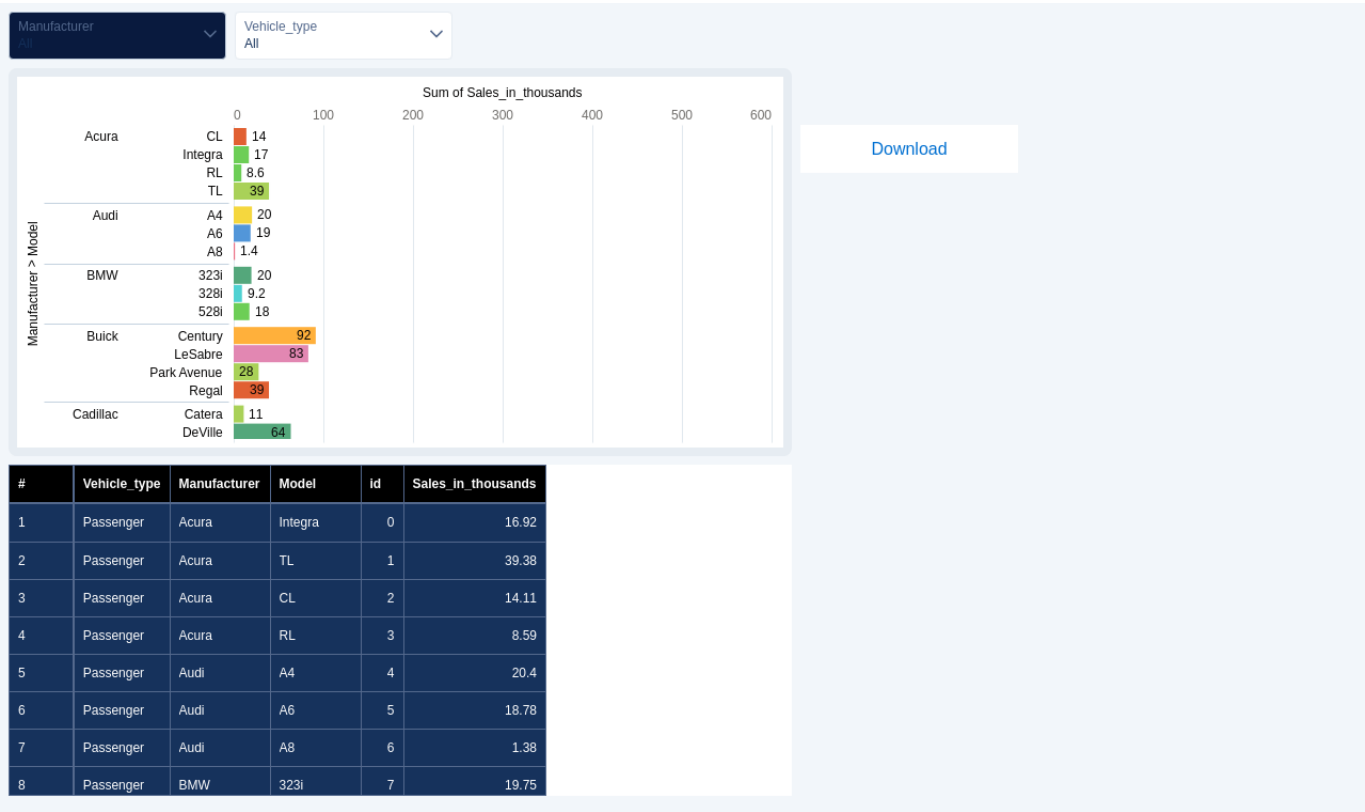 Manufacturer
All
Vehicle_type
All
Sum of Sales_in_thousands
0 100 200 300 400 500 600
Manufacturer > Model
Acura CL 14
Integra 17
RL 8.6
TL 39
Audi A4 20
A6 19
A8 1.4
BMW 323i 20
328i 9.2
528i 18
Buick Century 92
LeSabre 83
Park Avenue 28
Regal 39
Cadillac Catera 11
DeVille 64
Download
# Vehicle_type Manufacturer Model id Sales_in_thousands
1 Passenger Acura Integra 0 16.92
2 Passenger Acura TL 1 39.38
3 Passenger Acura CL 2 14.11
4 Passenger Acura RL 3 8.59
5 Passenger Audi A4 4 20.4
6 Passenger Audi A6 5 18.78
7 Passenger Audi A8 6 1.38
8 Passenger BMW 323i 7 19.75